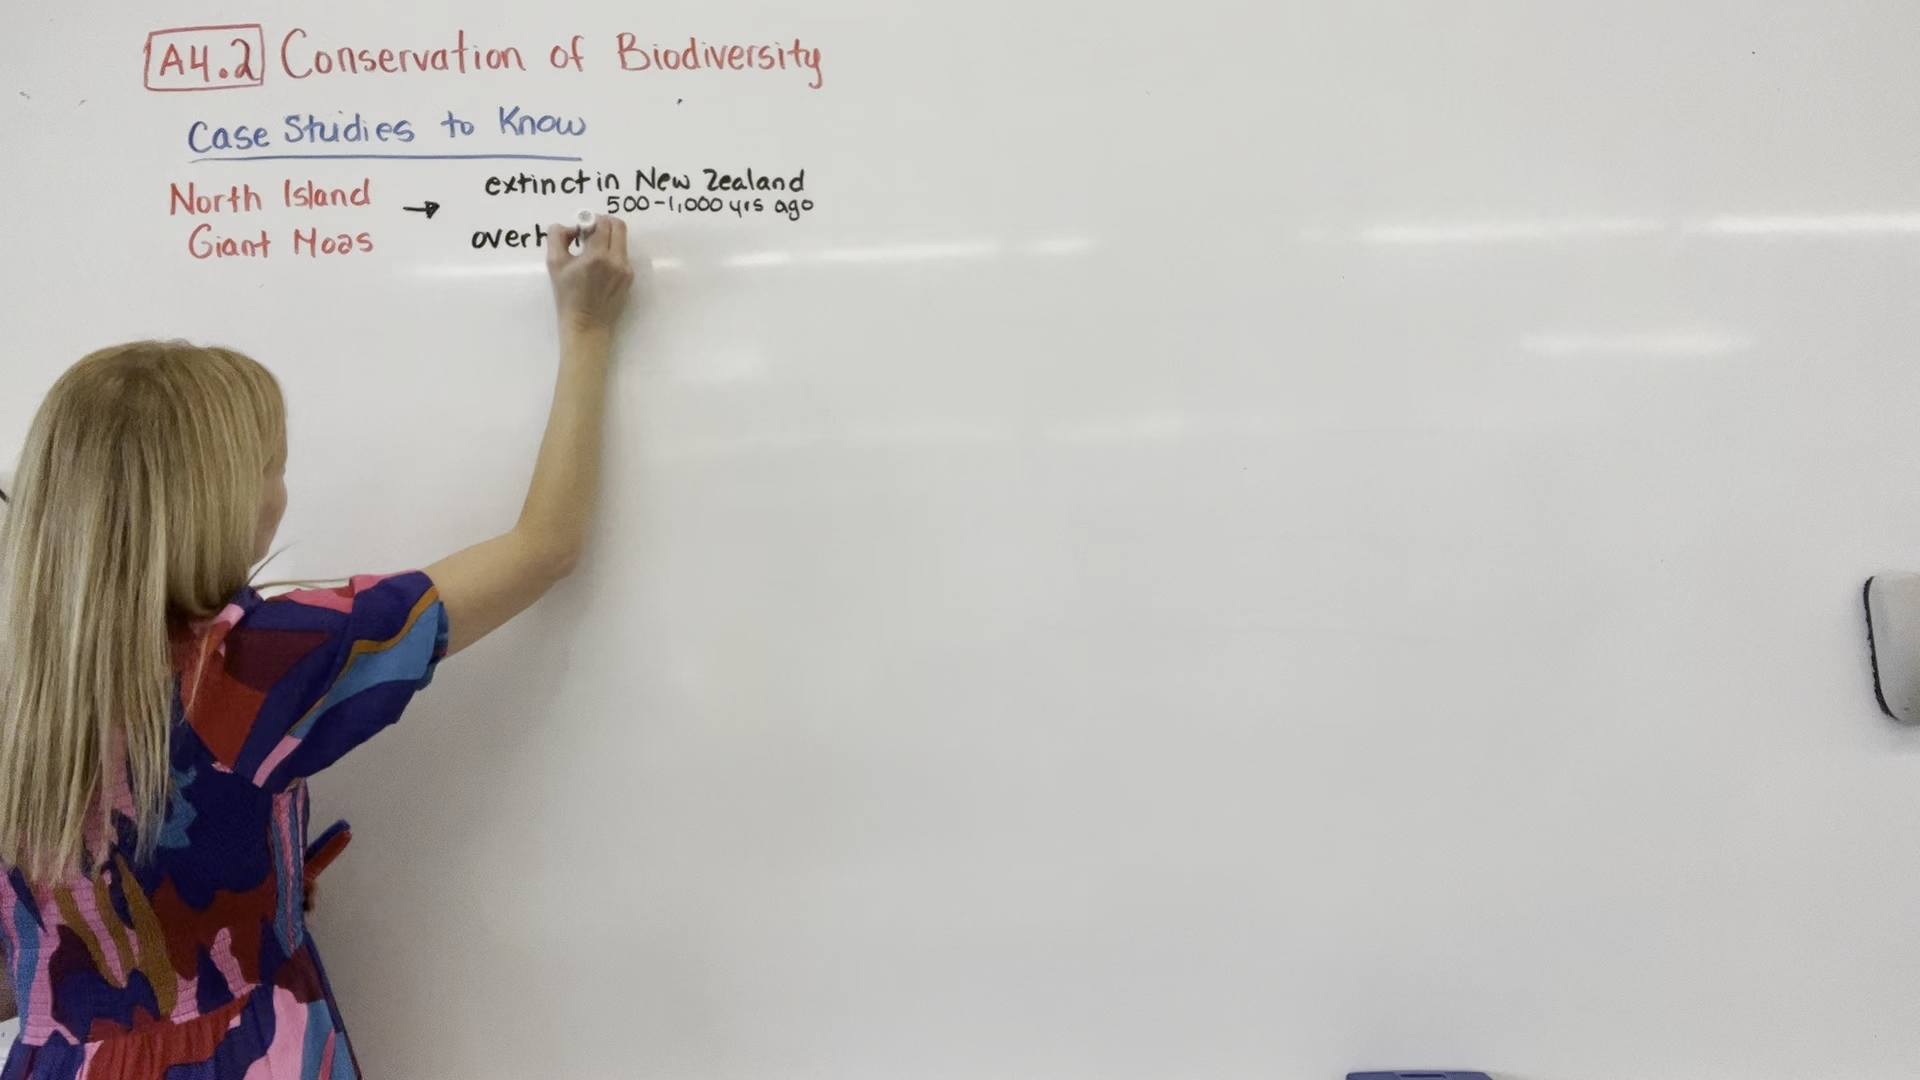 A4.2 Conservation of Biodiversity
Case Studies to Know
North Island
Giant Moas
→ extinct in New Zealand
500-1,000 yrs ago